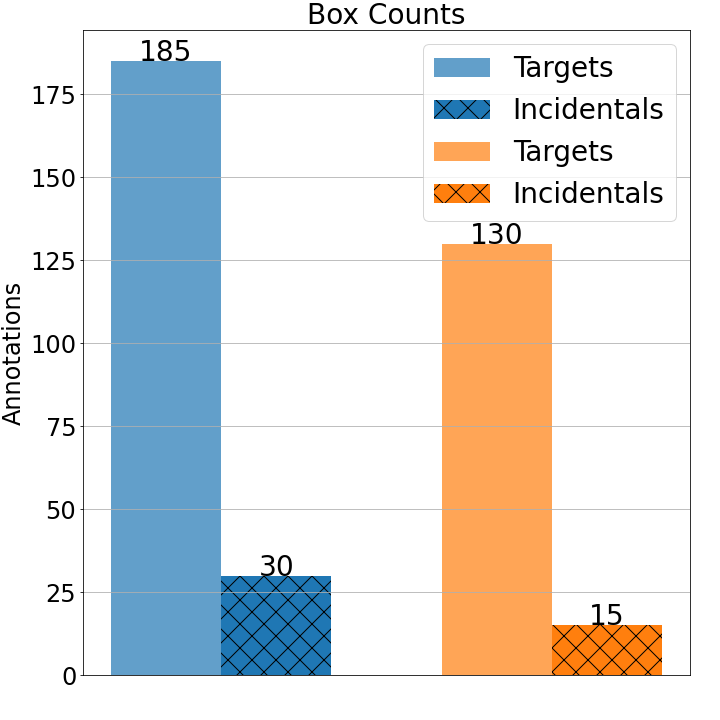 Box Counts
185
Targets
Incidentals
Targets
Incidentals
130
30
15
Annotations
175
150
125
100
75
50
25
0